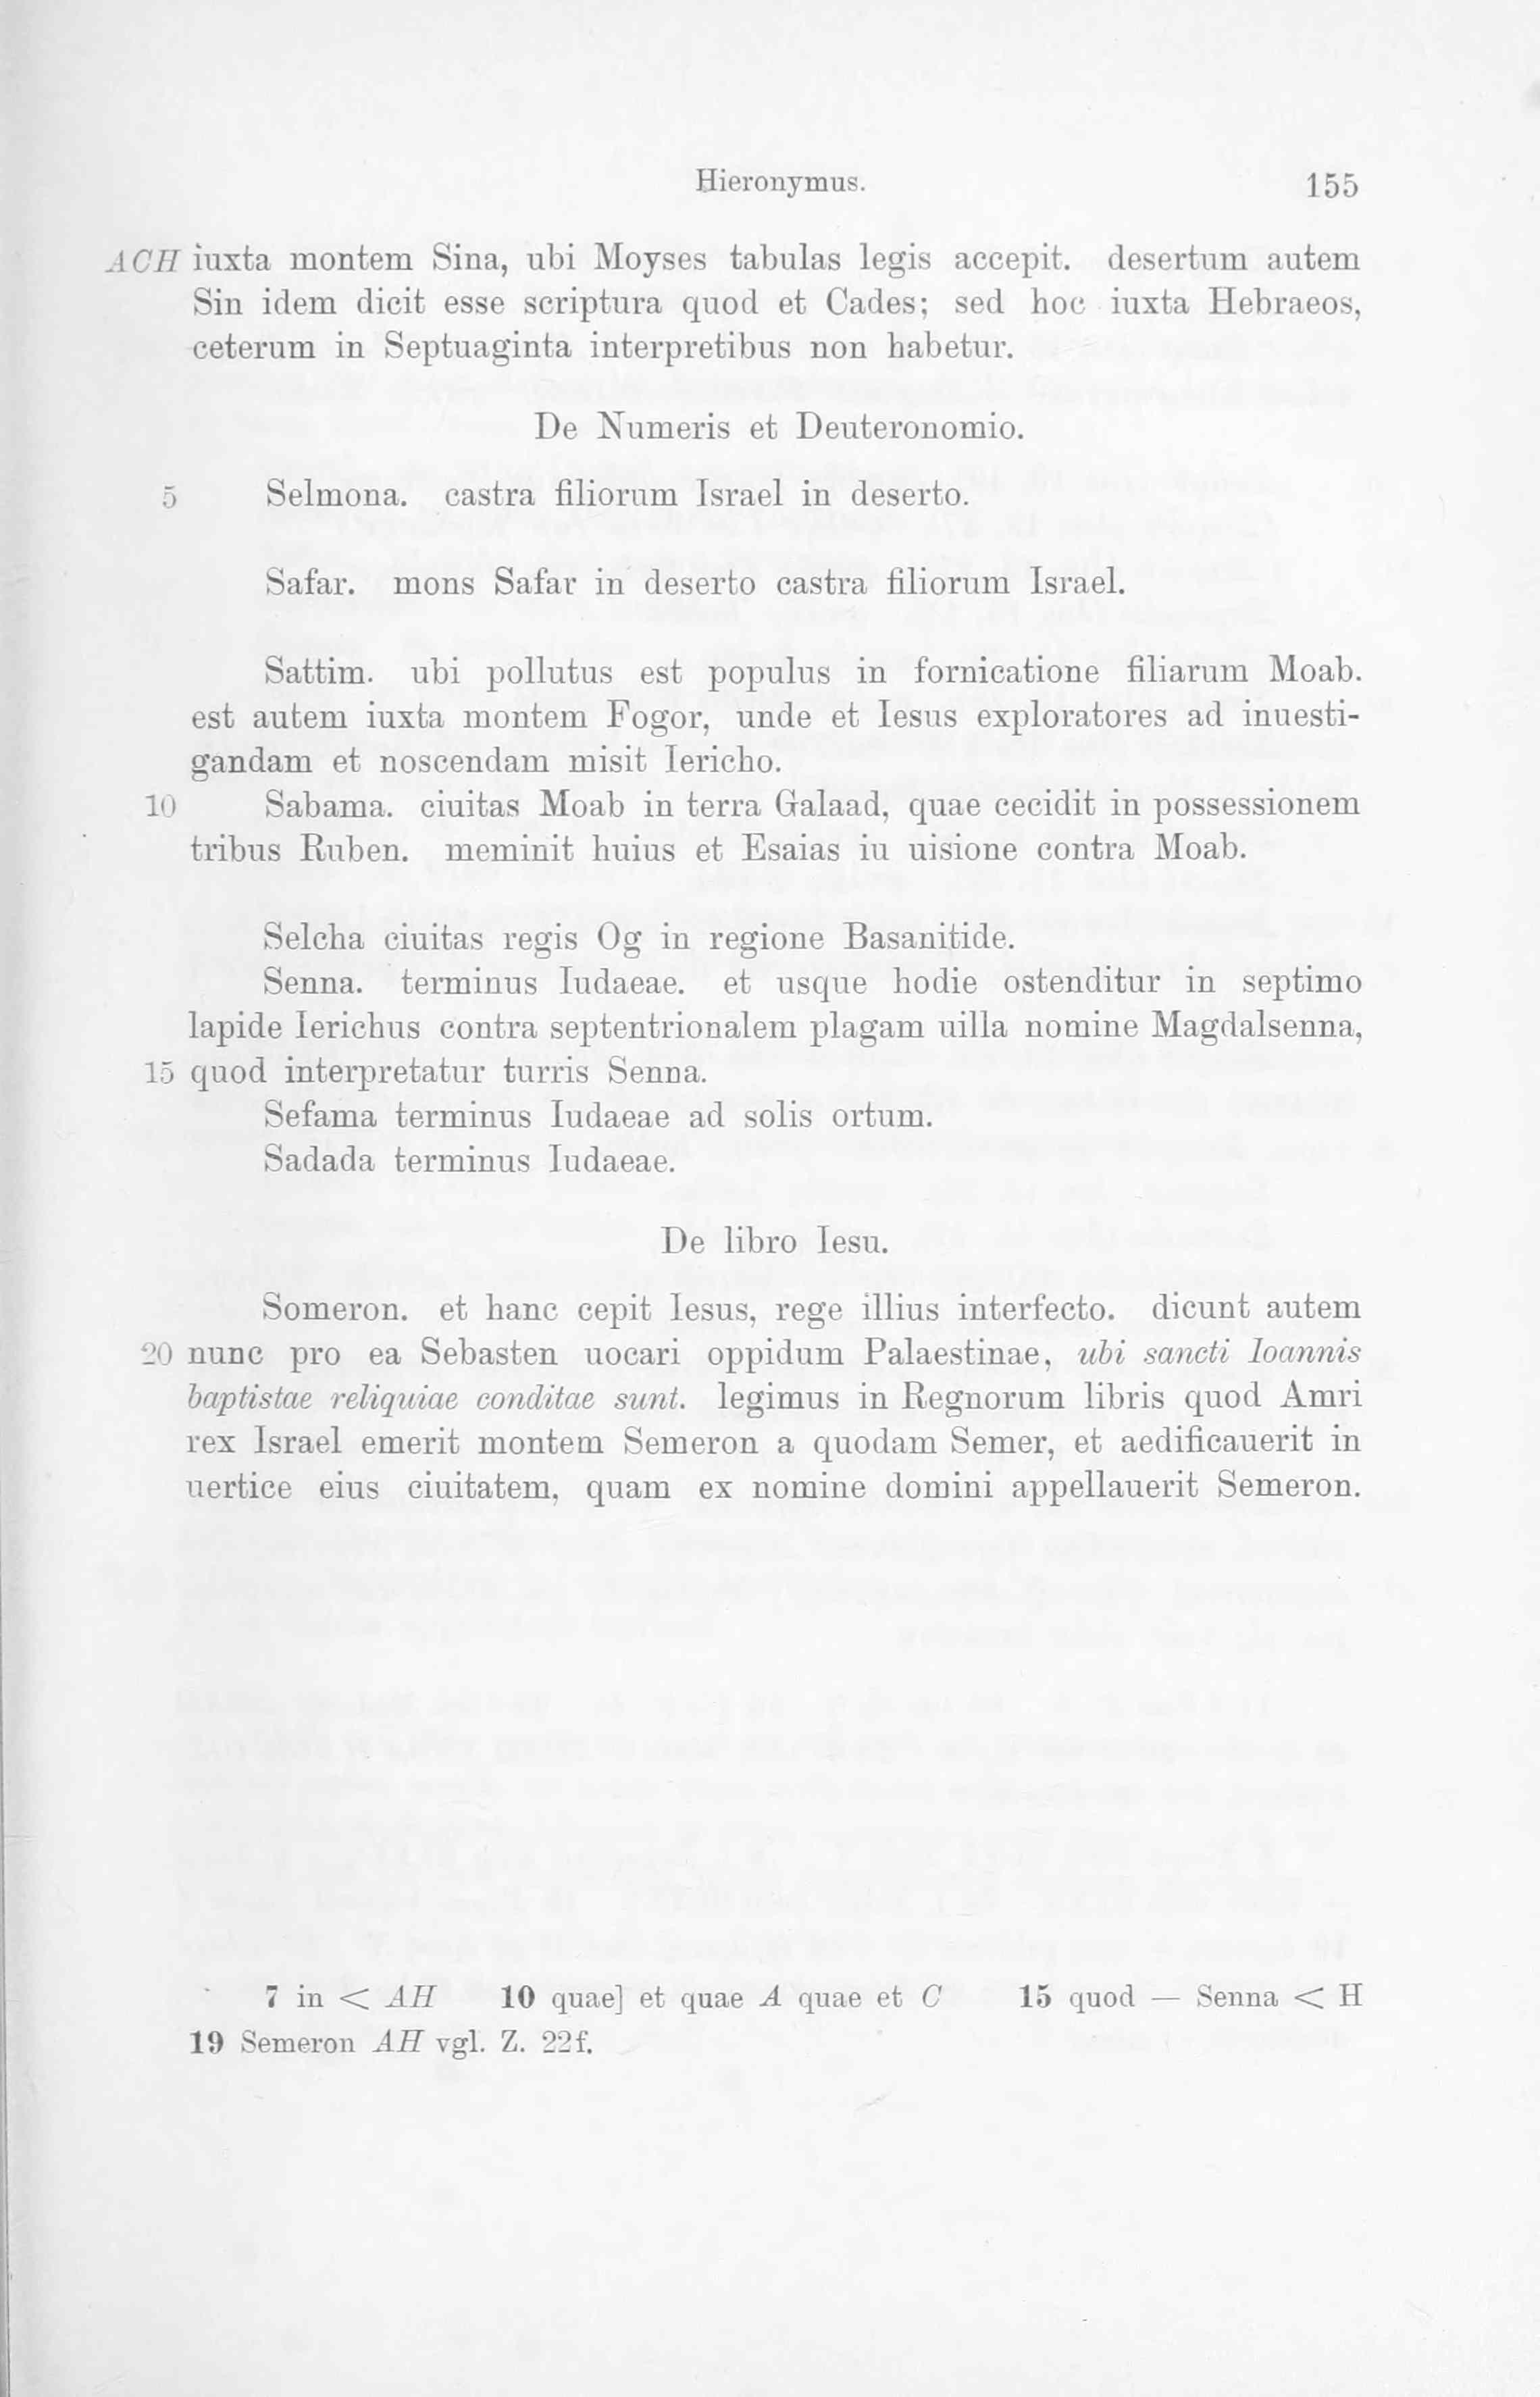 Hieronymus. 155
ACH iuxta montem Sina, ubi Moyses tabulas legis accepit. desertum autem
Sin idem dicit esse scriptura quod et Cades; sed hoc iuxta Hebraeos,
ceterum in Septuaginta interpretibus non habetur.
De Numeris et Deuteronomio.
5 Selmona. castra filiorum Israel in deserto.
Safar. mons Safar in deserto castra filiorum Israel.
Sattim. ubi pollutus est populus in fornicatione filiarum Moab.
est autem iuxta montem Fogor, unde et Iesus exploratores ad inuesti-
gandam et noscendam misit Iericho.
10 Sabama. ciuitas Moab in terra Galaad, quae cecidit in possessionem
tribus Ruben. meminit huius et Esaias in uisione contra Moab.
Selcha ciuitas regis Og in regione Basanitide.
Senna. terminus Iudaeae. et usque hodie ostenditur in septimo
lapide Ierichus contra septentrionalem plagam uilla nomine Magdalsenna,
15 quod interpretatur turris Senna.
Sefama terminus Iudaeae ad solis ortum.
Sadada terminus Iudaeae.
De libro Iesu.
Someron. et hanc cepit Iesus, rege illius interfecto. dicunt autem
20 nunc pro ea Sebasten uocari oppidum Palaestinae, ubi sancti Ioannis
baptistae reliquiae conditae sunt. legimus in Regnorum libris quod Amri
rex Israel emerit montem Semeron a quodam Semer, et aedificauerit in
uertice eius ciuitatem, quam ex nomine domini appellauerit Semeron.
7 in < AH 10 quae] et quae A quae et C 15 quod — Senna < H
19 Semeron AH vgl. Z. 22f.